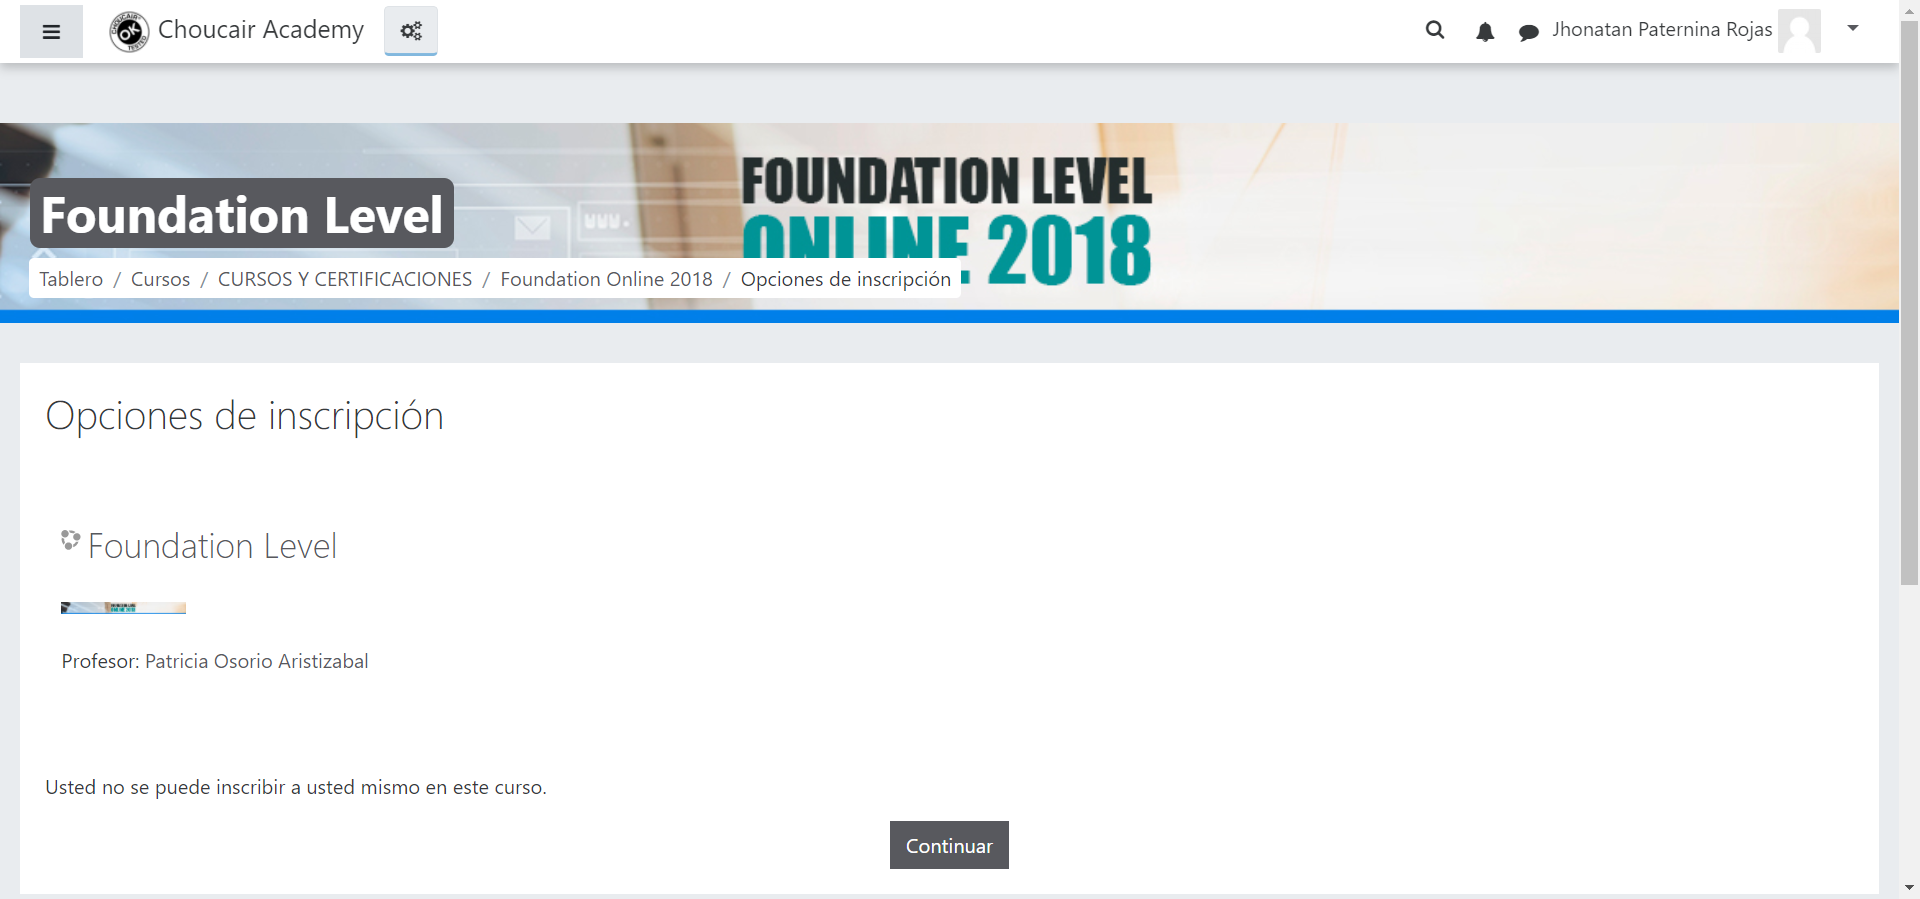 Choucair Academy
Jhonatan Paternina Rojas
FOUNDATION LEVEL
ONLINE 2018
Foundation Level
Tablero / Cursos / CURSOS Y CERTIFICACIONES / Foundation Online 2018 / Opciones de inscripción
Opciones de inscripción
Foundation Level
Profesor: Patricia Osorio Aristizabal
Usted no se puede inscribir a usted mismo en este curso.
Continuar